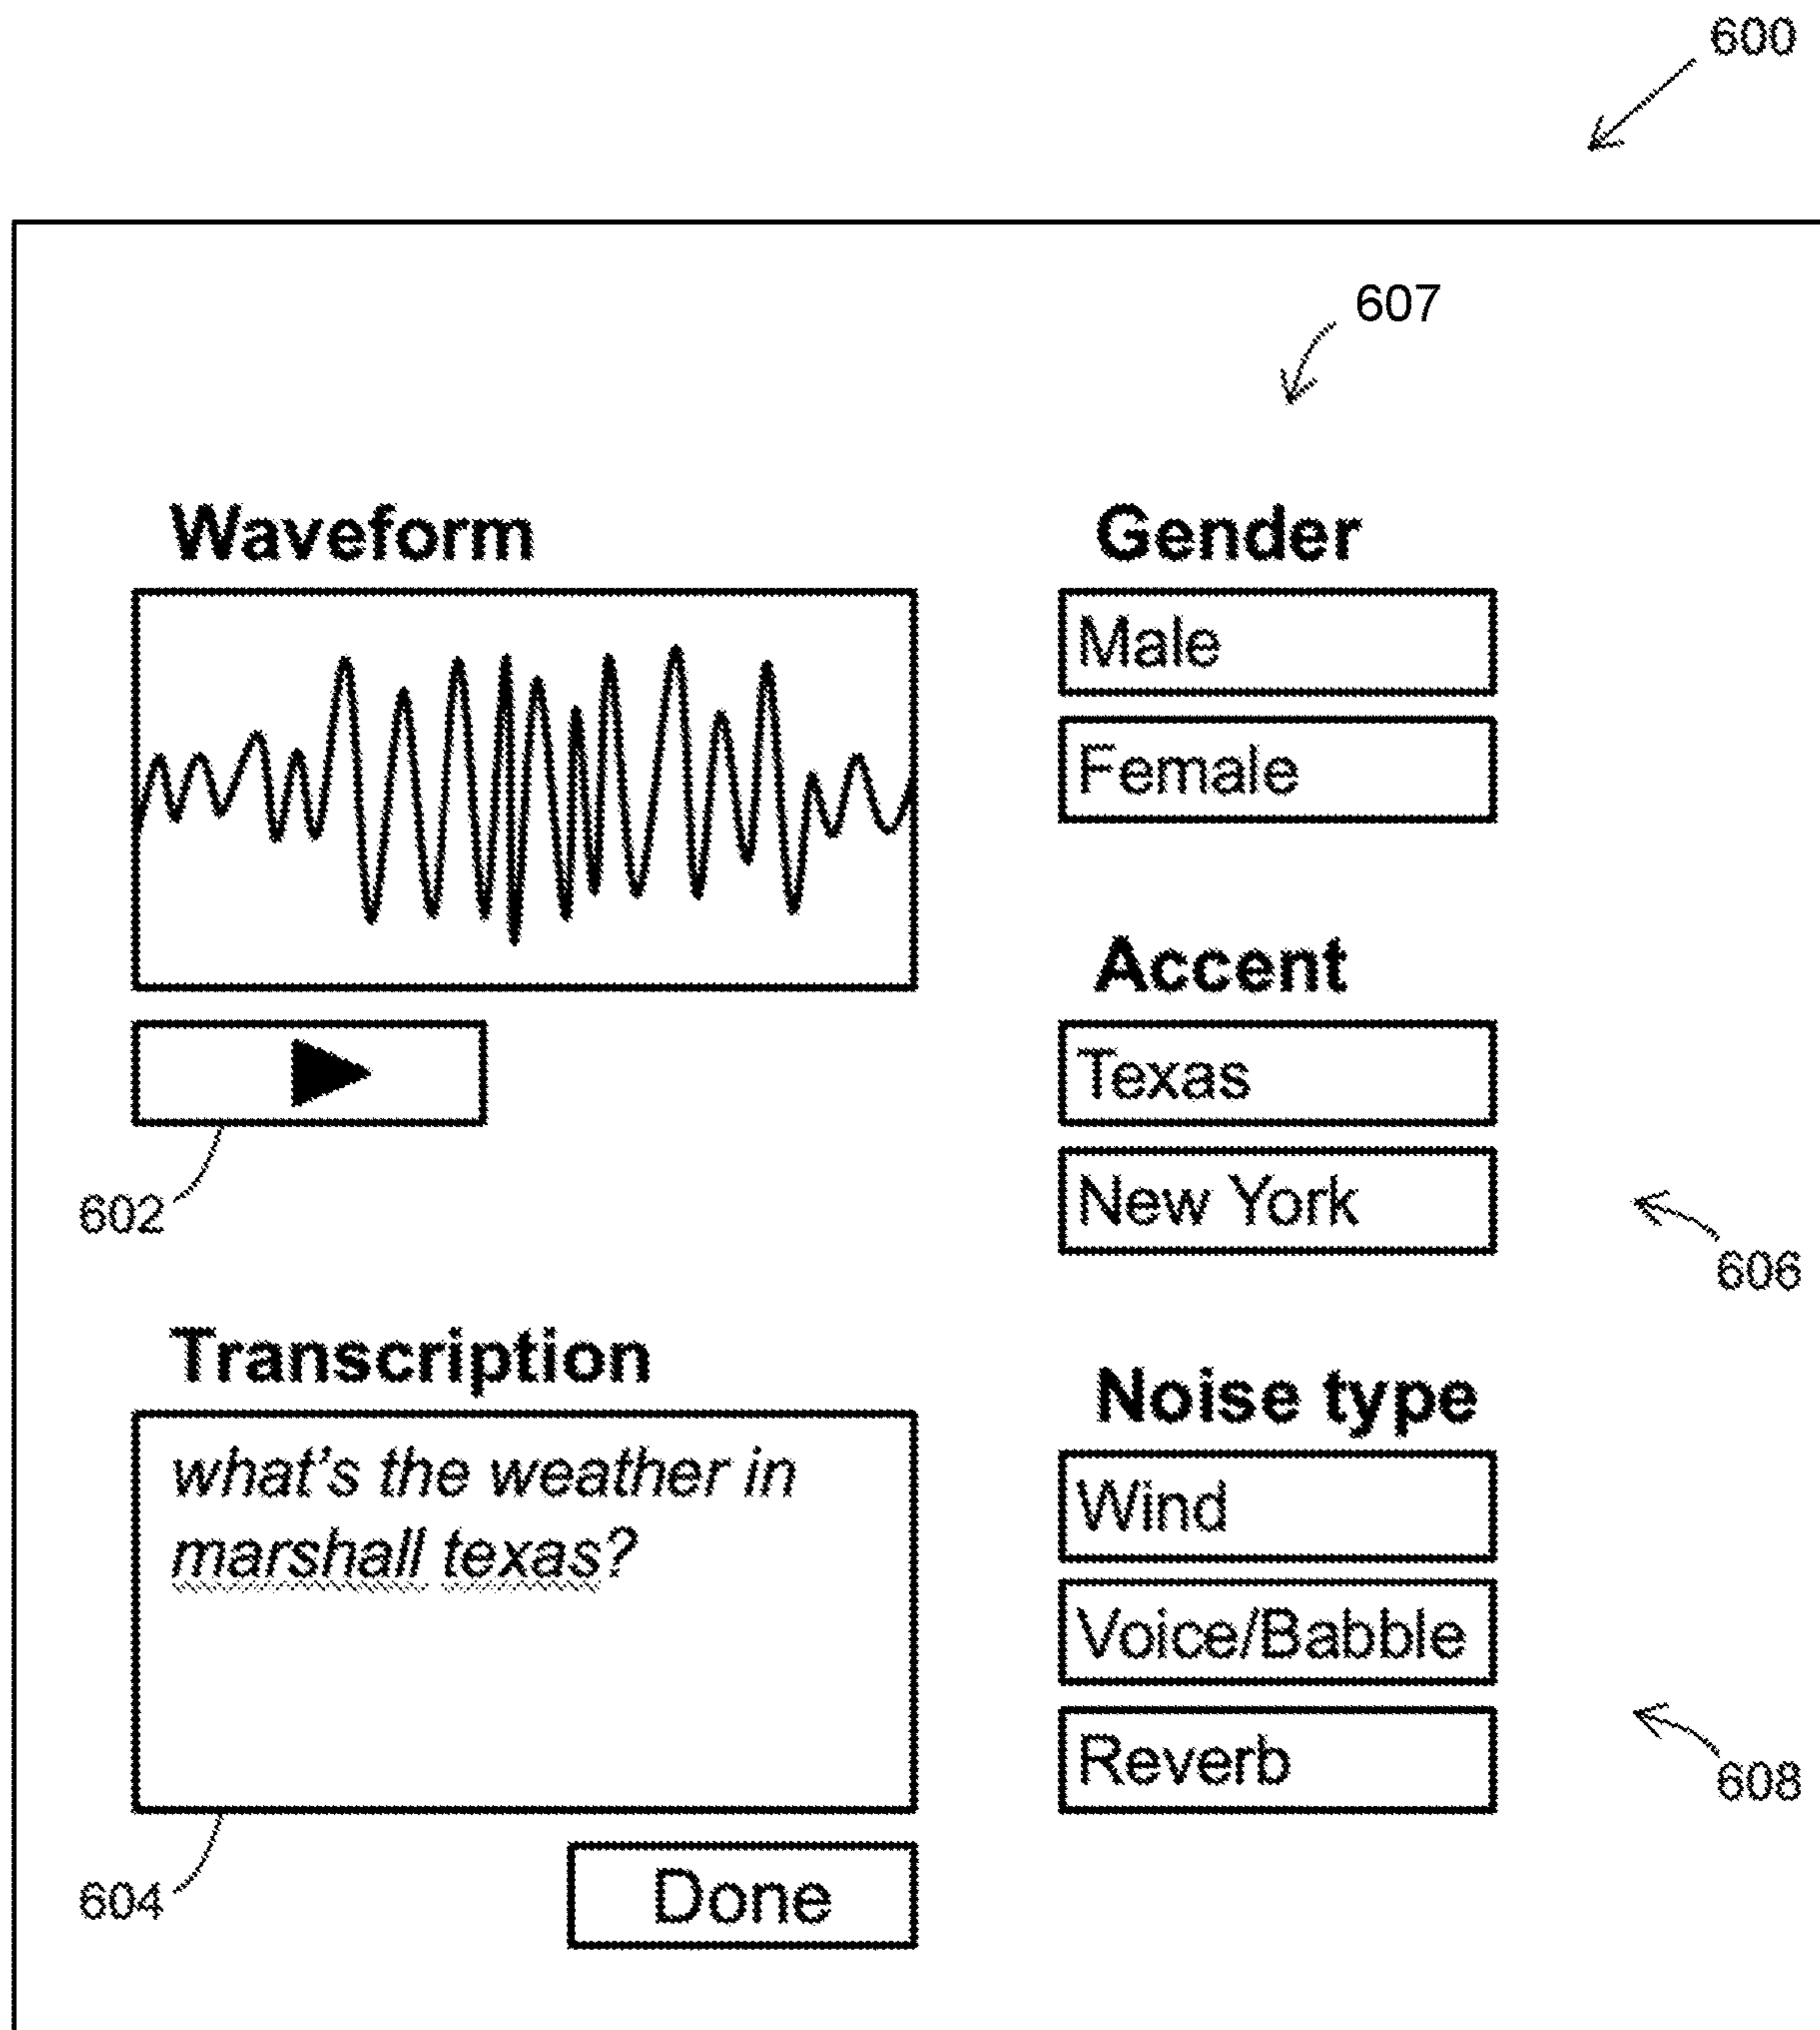 600
607
Waveform
602
Transcription
what's the weather in
marshall texas?
604
Done
Gender
Male
Female
Accent
Texas
New York
606
Noise type
Wind
Voice/Babble
Reverb
608